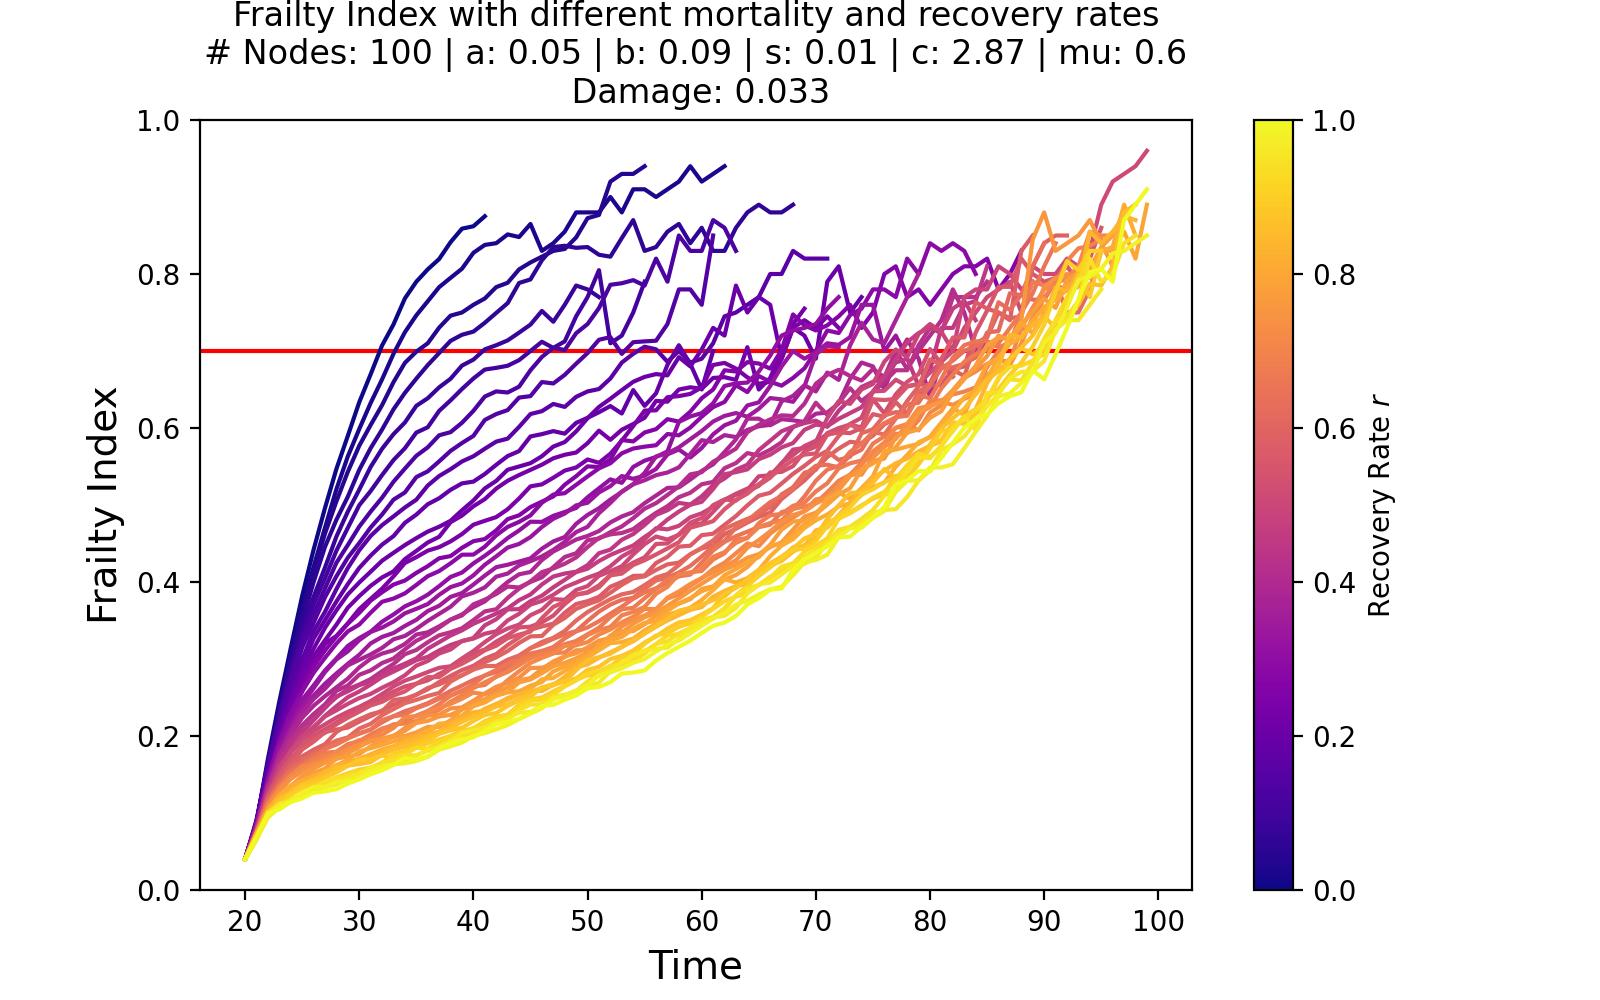 Frailty Index with different mortality and recovery rates
# Nodes: 100 | a: 0.05 | b: 0.09 | s: 0.01 | c: 2.87 | mu: 0.6
Damage: 0.033
1.0
0.8
0.6
0.4
0.2
0.0
Frailty Index
20 30 40 50 60 70 80 90 100
Time
1.0
0.8
0.6
0.4
0.2
0.0
Recovery Rate r